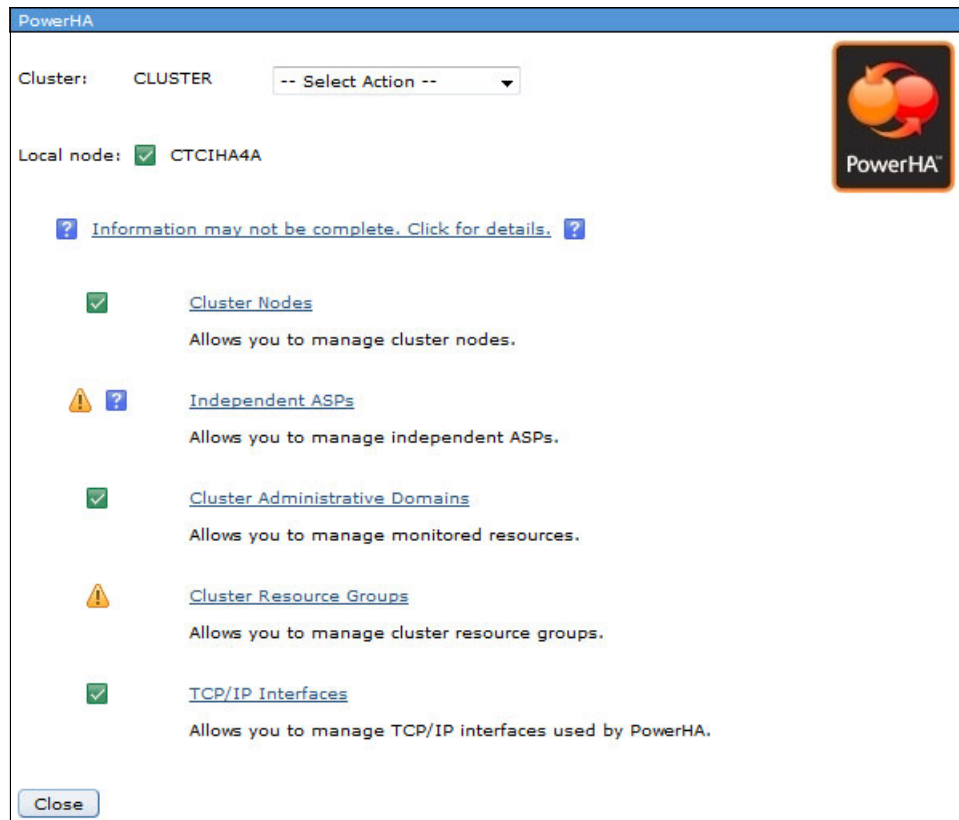 PowerHA
Cluster: CLUSTER -- Select Action --
PowerHA™
Local node: CTCIHA4A
Information may not be complete. Click for details.
Cluster Nodes
Allows you to manage cluster nodes.
Independent ASPs
Allows you to manage independent ASPs.
Cluster Administrative Domains
Allows you to manage monitored resources.
Cluster Resource Groups
Allows you to manage cluster resource groups.
TCP/IP Interfaces
Allows you to manage TCP/IP interfaces used by PowerHA.
Close